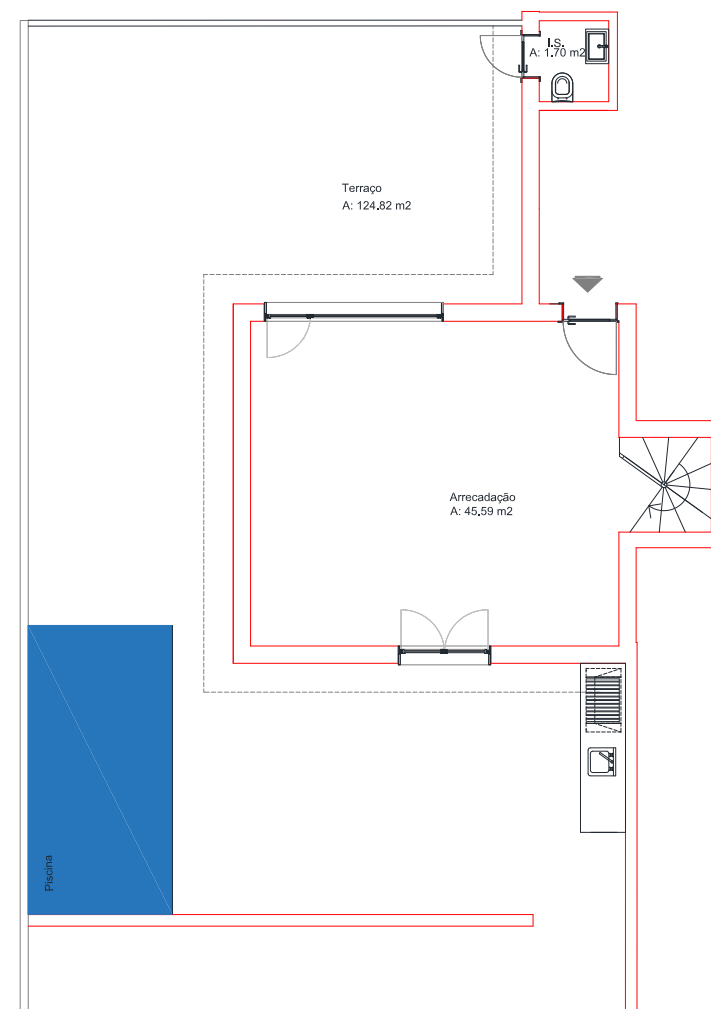 I.S.
A: 1.70 m2
Terraço
A: 124.82 m2
Arrecadação
A: 45.59 m2
Piscina